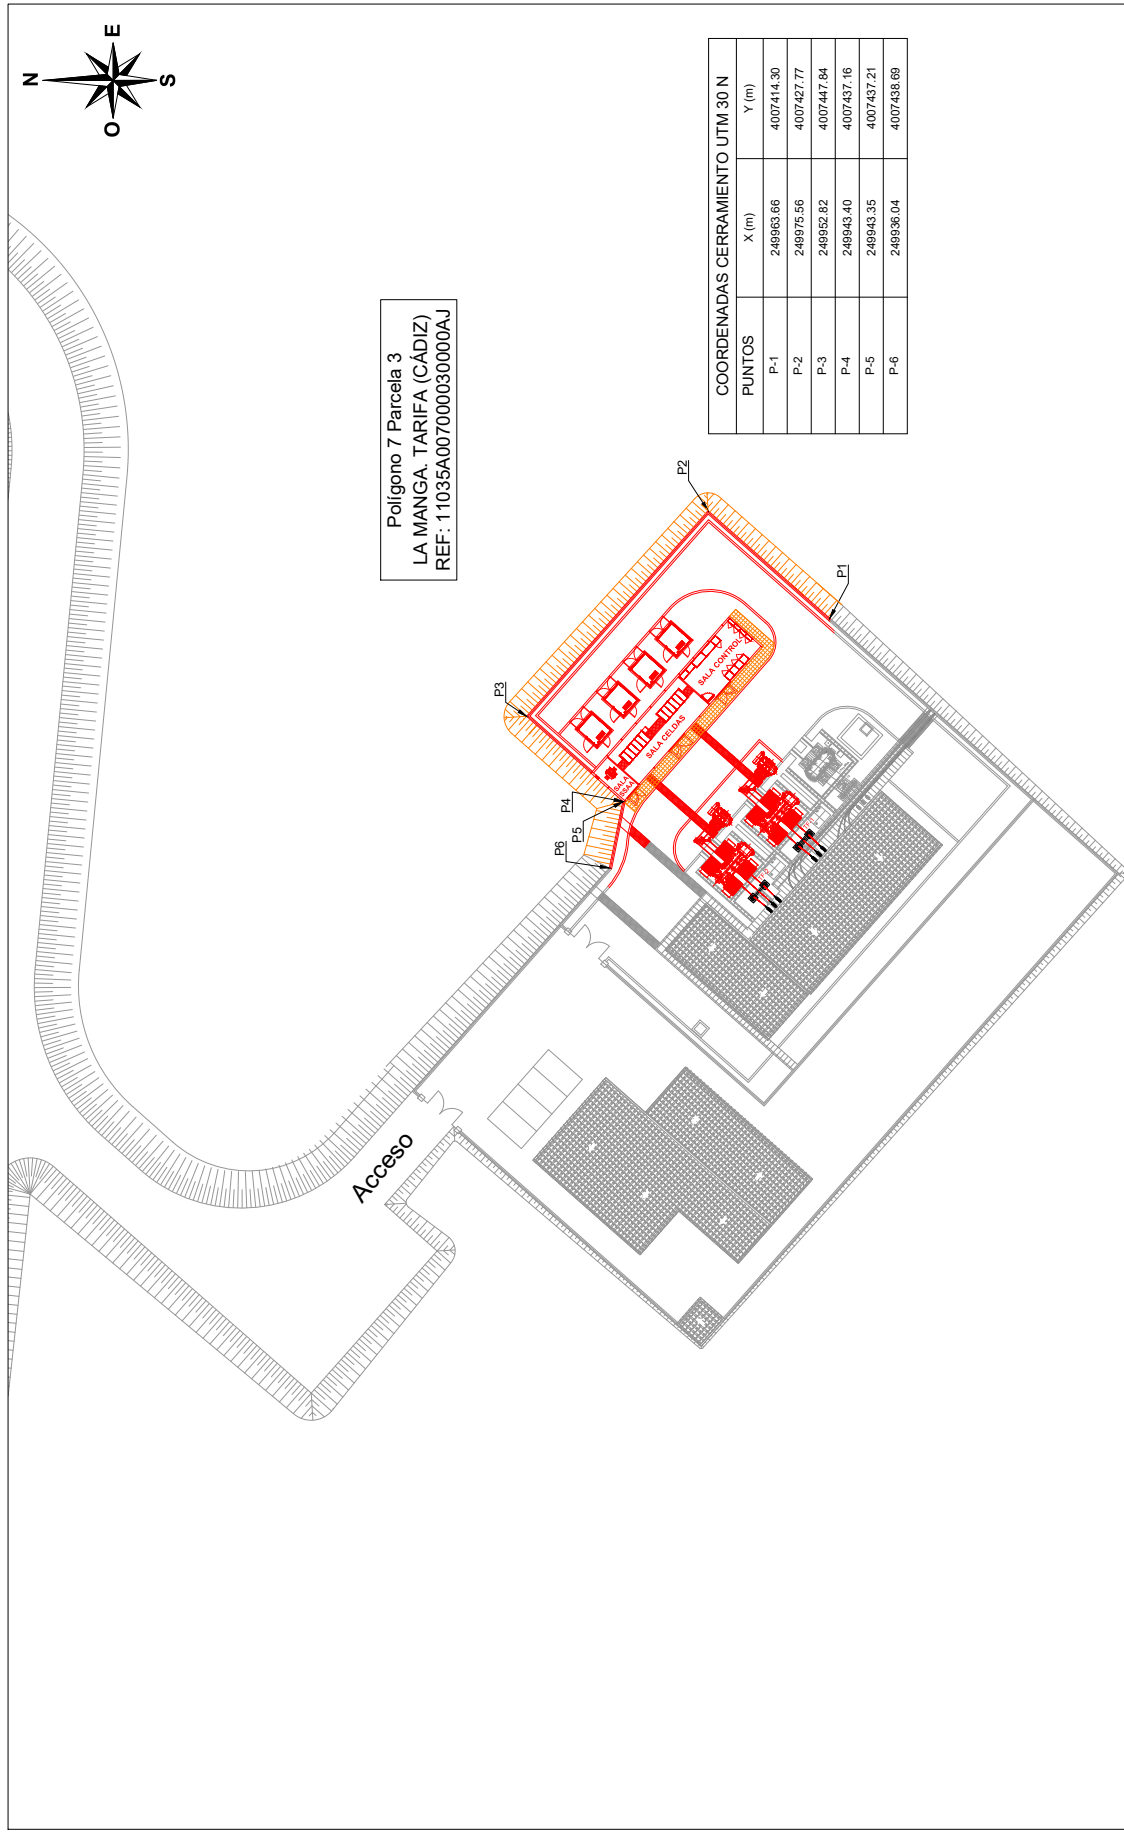 N
E
S
O
Polígono 7 Parcela 3
LA MANGA. TARIFA (CÁDIZ)
REF: 11035A007000030000AJ
COORDENADAS CERRAMIENTO UTM 30 N
PUNTOS X (m) Y (m)
P-1 249963.66 4007414.30
P-2 249975.56 4007427.77
P-3 249952.82 4007447.84
P-4 249943.40 4007437.16
P-5 249943.35 4007437.21
P-6 249936.04 4007438.69
P6
P5
P4
P3
P2
P1
SALA SSAA
SALA CELDAS
SALA CONTROL
Acceso